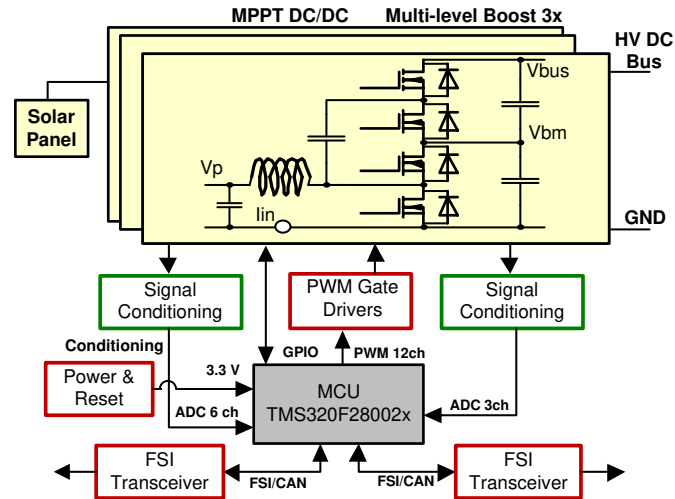 MPPT DC/DC Multi-level Boost 3x
HV DC
Bus
Vbus
Solar
Panel
Vbm
Vp
Iin
GND
Signal
Conditioning
PWM Gate
Drivers
Signal
Conditioning
Conditioning
GPIO
PWM 12ch
Power &
Reset
3.3 V
MCU
TMS320F28002x
ADC 6 ch
ADC 3ch
FSI
Transceiver
FSI/CAN
FSI/CAN
FSI
Transceiver